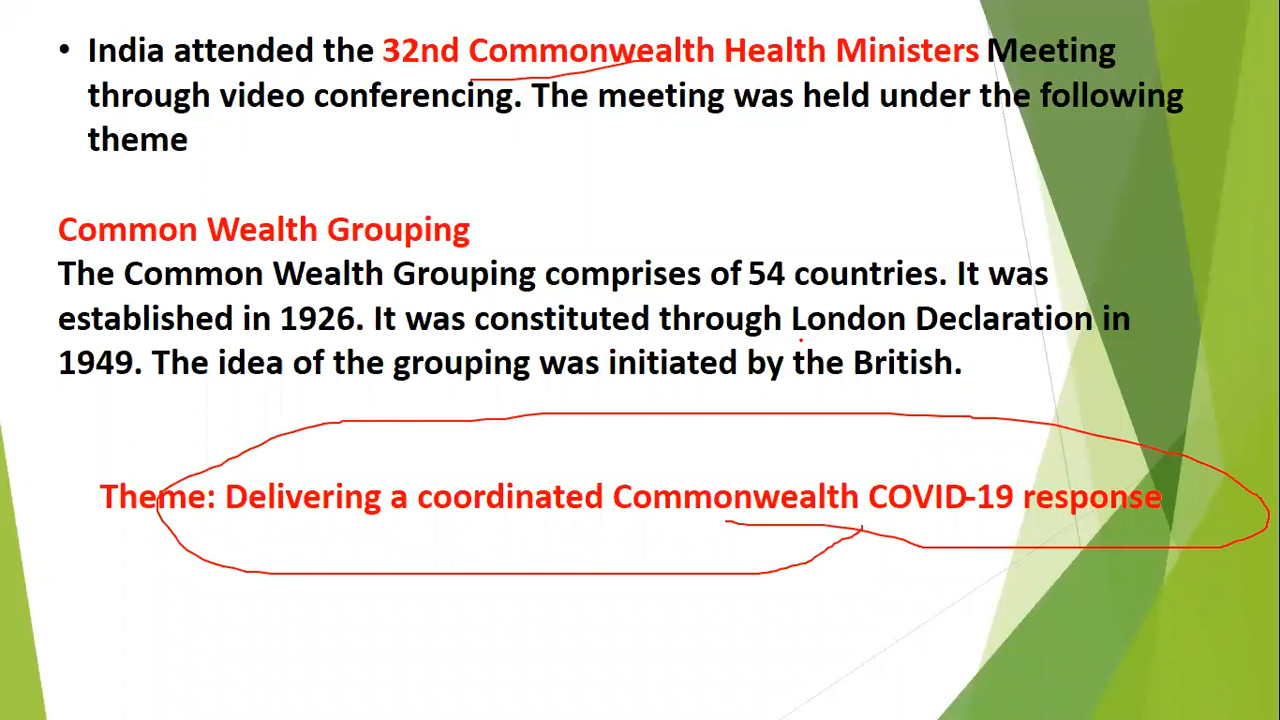 • India attended the 32nd Commonwealth Health Ministers Meeting
through video conferencing. The meeting was held under the following
theme
Common Wealth Grouping
The Common Wealth Grouping comprises of 54 countries. It was
established in 1926. It was constituted through London Declaration in
1949. The idea of the grouping was initiated by the British.
Theme: Delivering a coordinated Commonwealth COVID-19 response